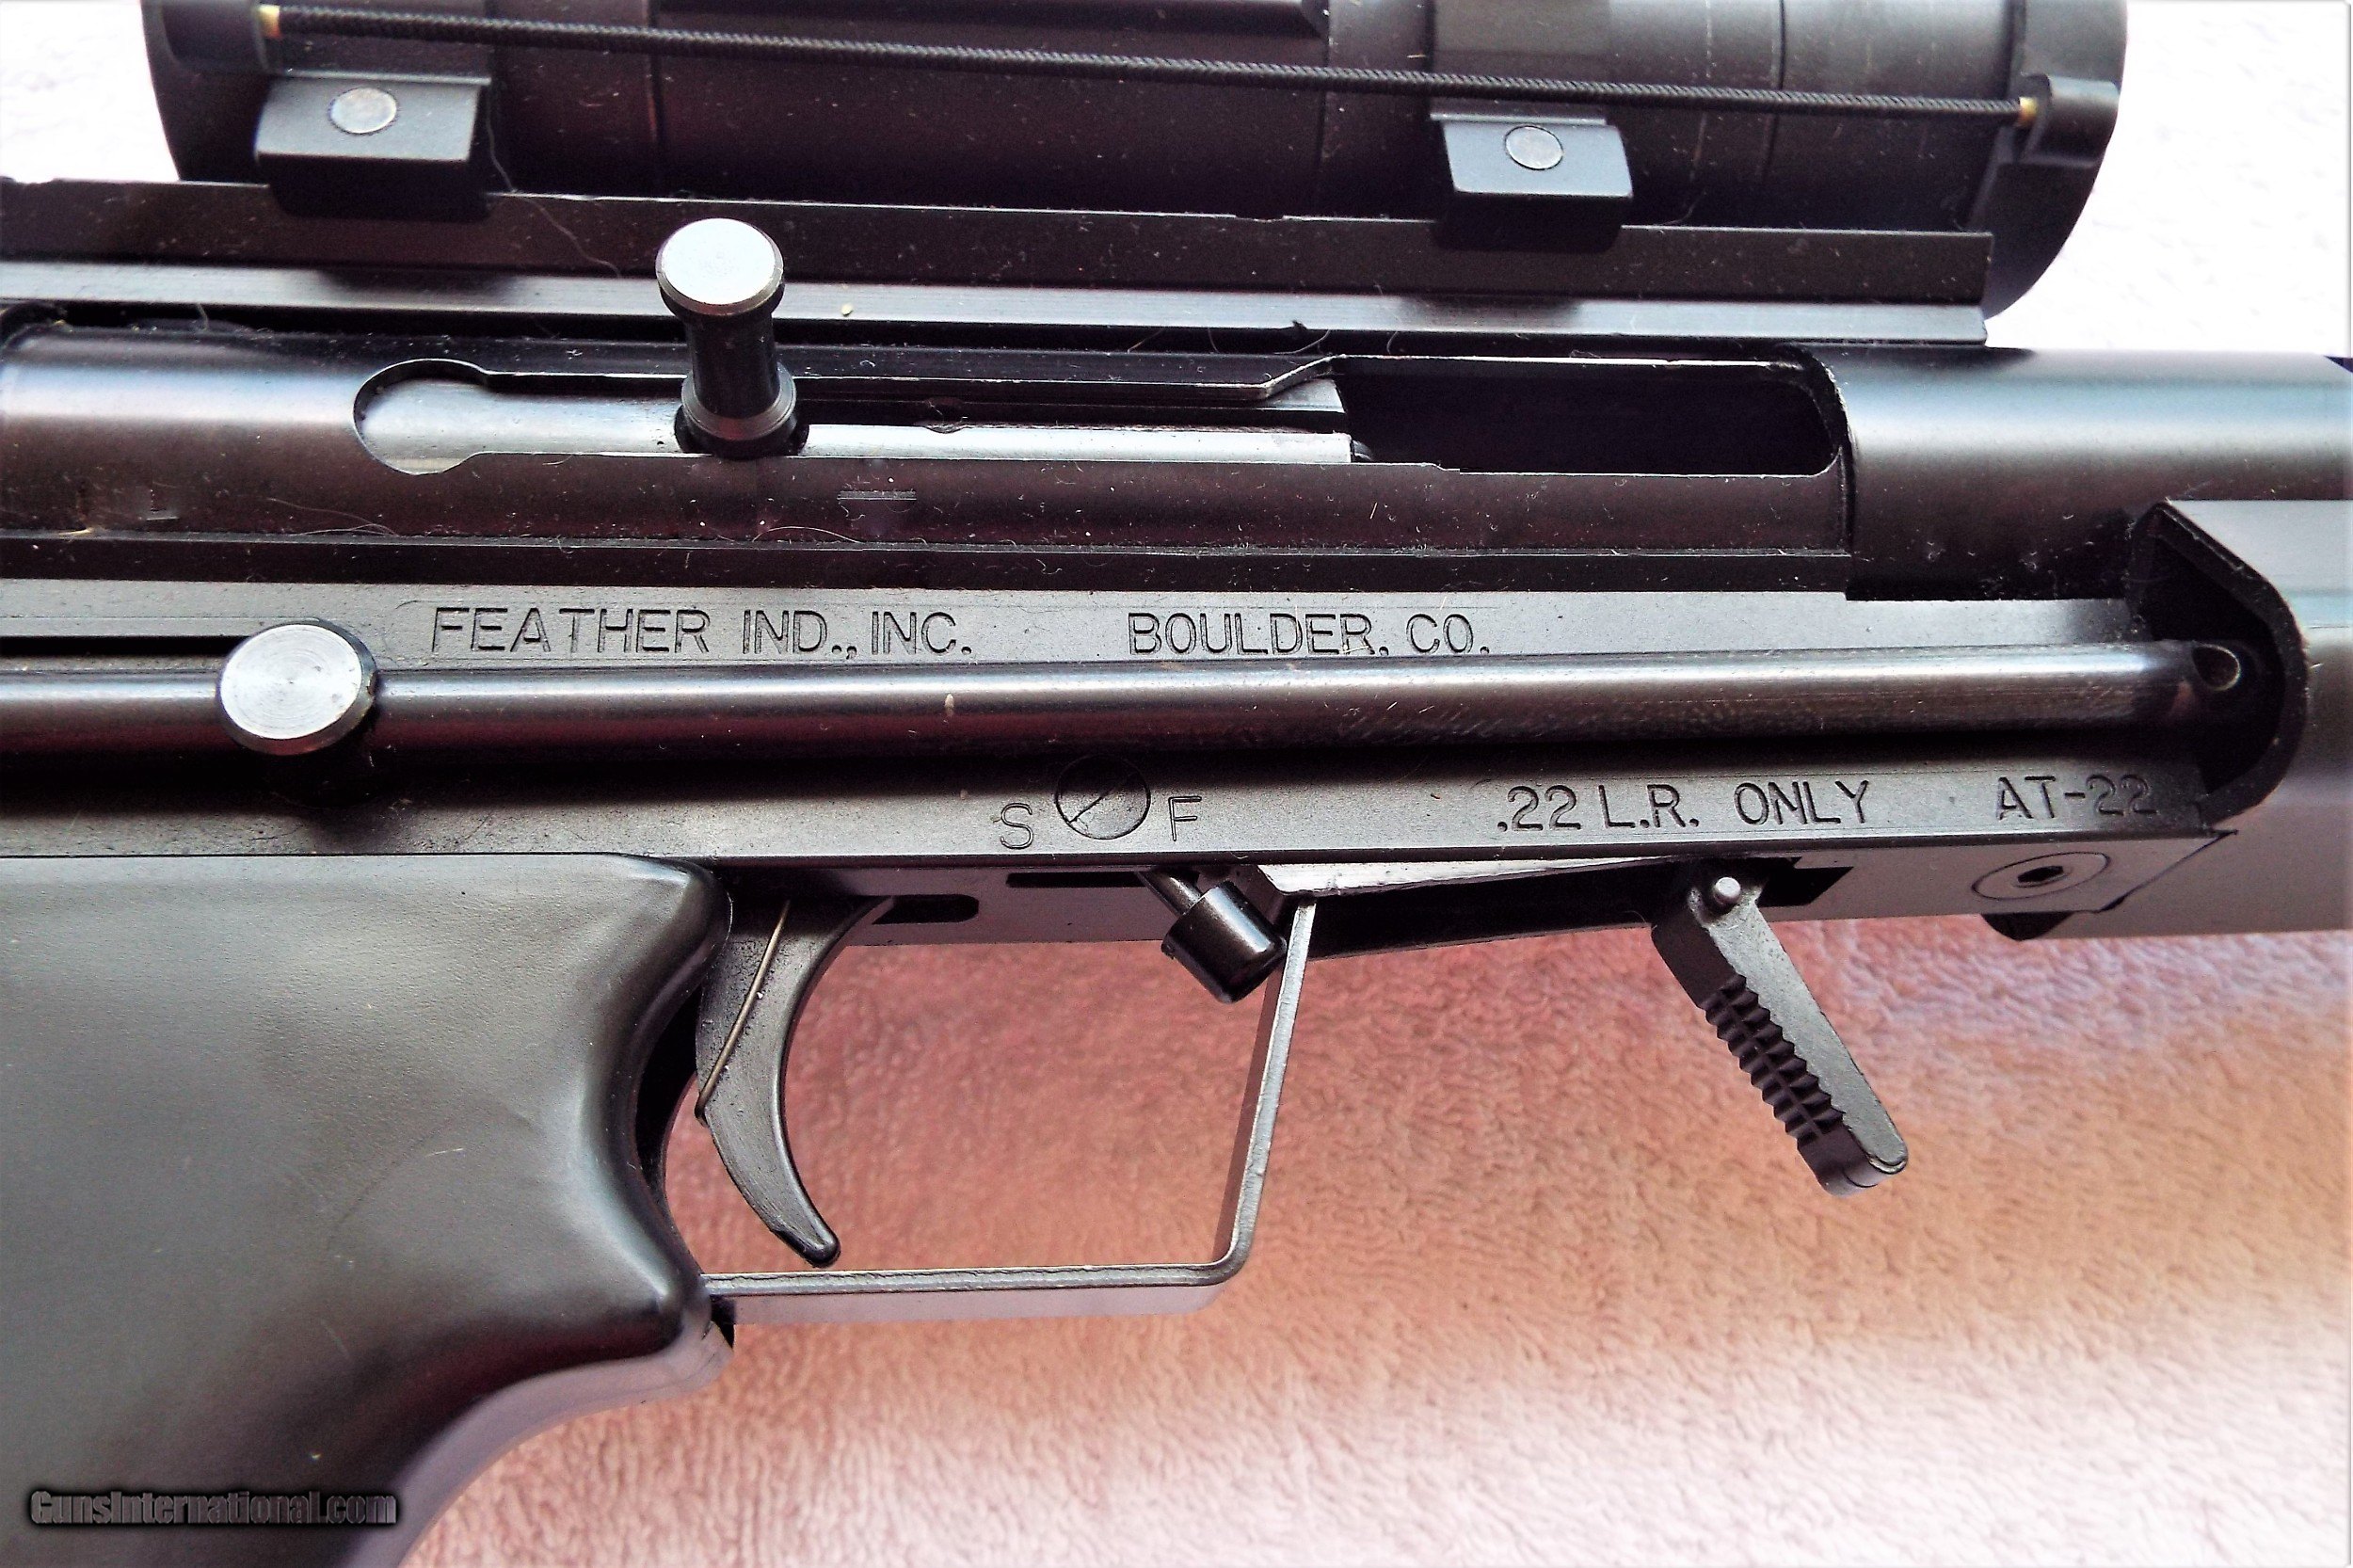 FEATHER IND., INC. BOULDER, CO.
S F .22 L.R. ONLY AT-22
GunsInternational.com